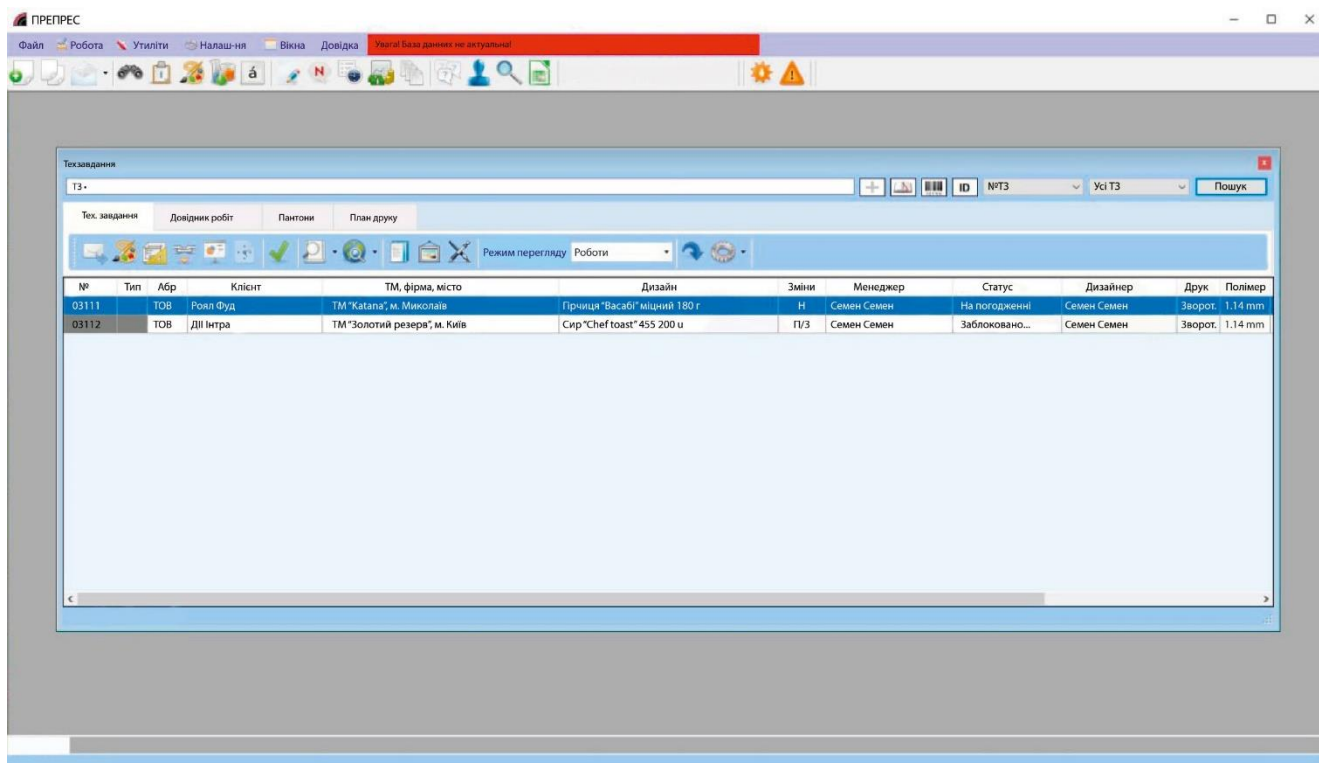 ПРЕПРЕС
Файл Робота Утиліти Налаш-ня Вікна Довідка Увага! База данних не актуальна!
á N
Тех.завдання
ТЗ
ID №ТЗ Усі ТЗ Пошук
Тех. завдання Довідник робіт Пантони План друку
Режим перегляду Роботи
№ Тип Абр Клієнт ТМ, фірма, місто Дизайн Зміни Менеджер Статус Дизайнер Друк Полімер
03111 ТОВ Роял Фуд ТМ "Katana", м. Миколаїв Гірчиця "Васабі" міцний 180 г Н Семен Семен На погодженні Семен Семен Зворот. 1.14 mm
03112 ТОВ ДІІ Інтра ТМ "Золотий резерв", м. Київ Сир "Chef toast" 455 200 u П/З Семен Семен Заблоковано... Семен Семен Зворот. 1.14 mm